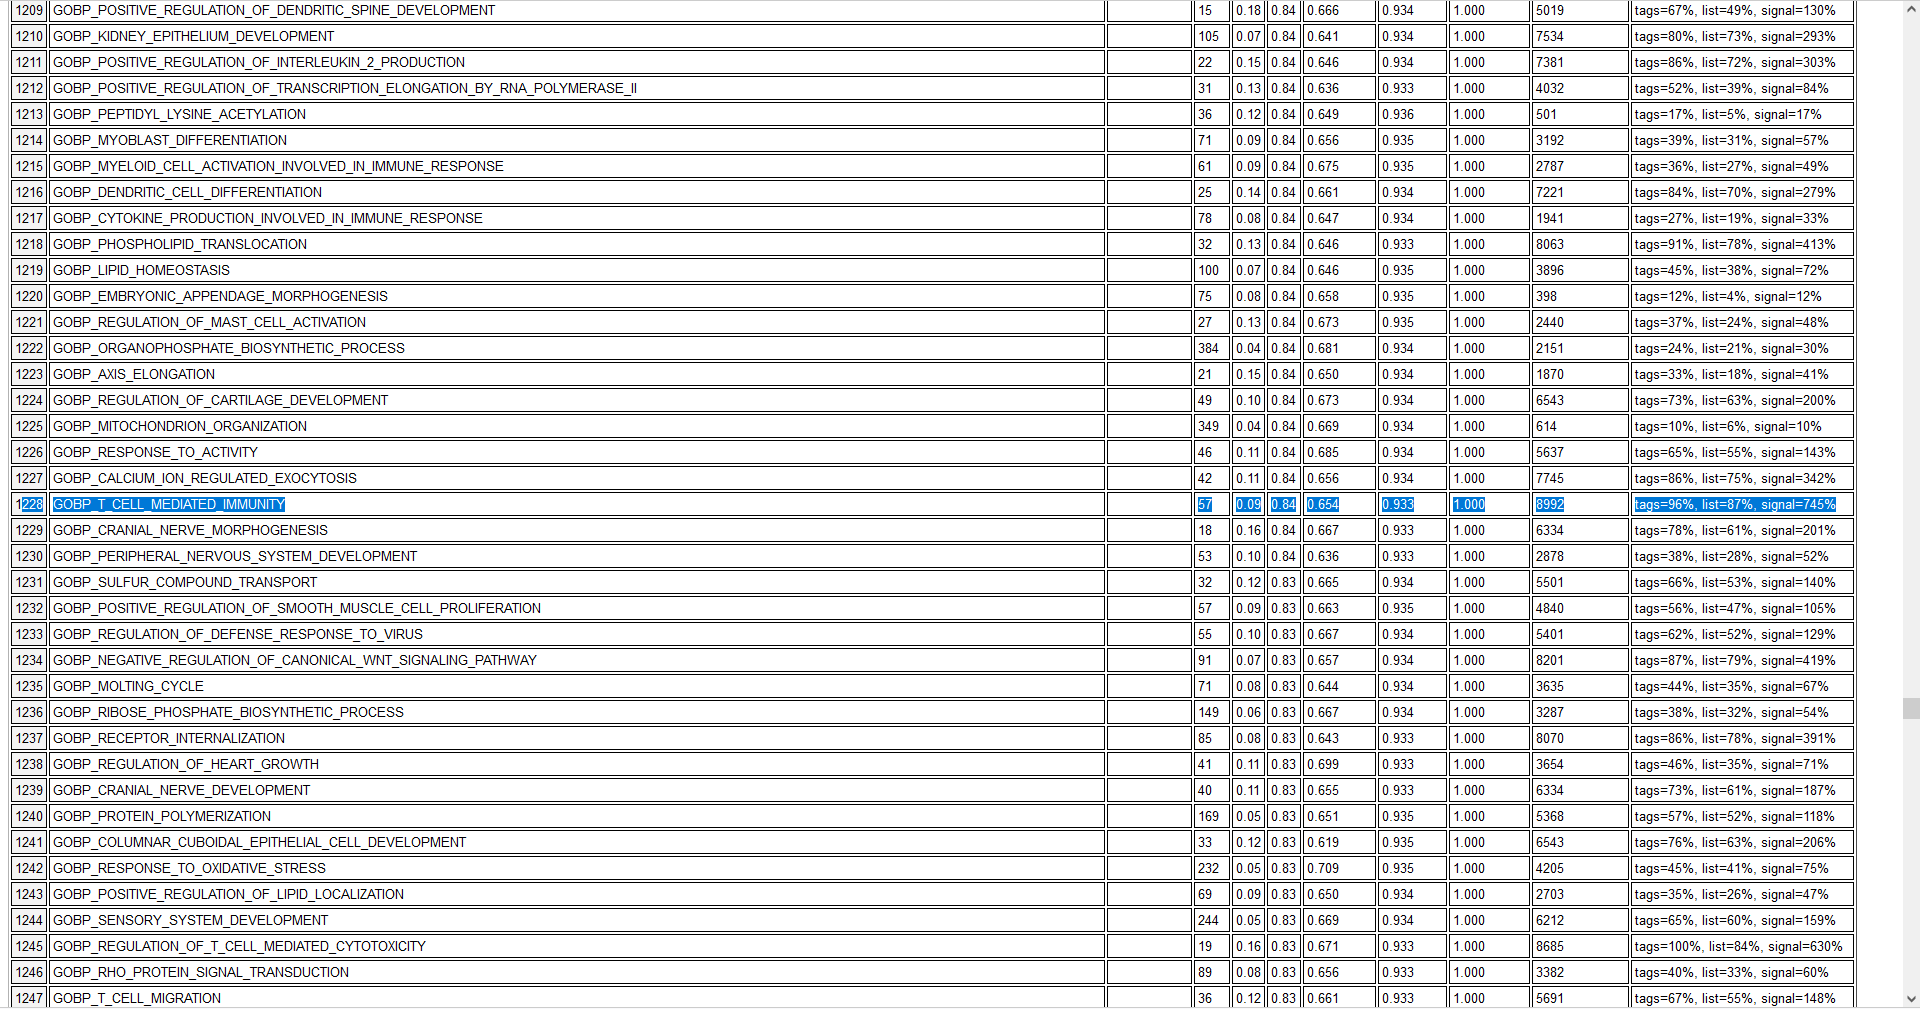 1209 GOBP_POSITIVE_REGULATION_OF_DENDRITIC_SPINE_DEVELOPMENT 15 0.18 0.84 0.666 0.934 1.000 5019 tags=67%, list=49%, signal=130%
1210 GOBP_KIDNEY_EPITHELIUM_DEVELOPMENT 105 0.07 0.84 0.641 0.934 1.000 7534 tags=80%, list=73%, signal=293%
1211 GOBP_POSITIVE_REGULATION_OF_INTERLEUKIN_2_PRODUCTION 22 0.15 0.84 0.646 0.934 1.000 7381 tags=86%, list=72%, signal=303%
1212 GOBP_POSITIVE_REGULATION_OF_TRANSCRIPTION_ELONGATION_BY_RNA_POLYMERASE_II 31 0.13 0.84 0.636 0.933 1.000 4032 tags=52%, list=39%, signal=84%
1213 GOBP_PEPTIDYL_LYSINE_ACETYLATION 36 0.12 0.84 0.649 0.936 1.000 501 tags=17%, list=5%, signal=17%
1214 GOBP_MYOBLAST_DIFFERENTIATION 71 0.09 0.84 0.656 0.935 1.000 3192 tags=39%, list=31%, signal=57%
1215 GOBP_MYELOID_CELL_ACTIVATION_INVOLVED_IN_IMMUNE_RESPONSE 61 0.09 0.84 0.675 0.935 1.000 2787 tags=36%, list=27%, signal=49%
1216 GOBP_DENDRITIC_CELL_DIFFERENTIATION 25 0.14 0.84 0.661 0.934 1.000 7221 tags=84%, list=70%, signal=279%
1217 GOBP_CYTOKINE_PRODUCTION_INVOLVED_IN_IMMUNE_RESPONSE 78 0.08 0.84 0.647 0.934 1.000 1941 tags=27%, list=19%, signal=33%
1218 GOBP_PHOSPHOLIPID_TRANSLOCATION 32 0.13 0.84 0.646 0.933 1.000 8063 tags=91%, list=78%, signal=413%
1219 GOBP_LIPID_HOMEOSTASIS 100 0.07 0.84 0.646 0.935 1.000 3896 tags=45%, list=38%, signal=72%
1220 GOBP_EMBRYONIC_APPENDAGE_MORPHOGENESIS 75 0.08 0.84 0.658 0.935 1.000 398 tags=12%, list=4%, signal=12%
1221 GOBP_REGULATION_OF_MAST_CELL_ACTIVATION 27 0.13 0.84 0.673 0.935 1.000 2440 tags=37%, list=24%, signal=48%
1222 GOBP_ORGANOPHOSPHATE_BIOSYNTHETIC_PROCESS 384 0.04 0.84 0.681 0.934 1.000 2151 tags=24%, list=21%, signal=30%
1223 GOBP_AXIS_ELONGATION 21 0.15 0.84 0.650 0.934 1.000 1870 tags=33%, list=18%, signal=41%
1224 GOBP_REGULATION_OF_CARTILAGE_DEVELOPMENT 49 0.10 0.84 0.673 0.934 1.000 6543 tags=73%, list=63%, signal=200%
1225 GOBP_MITOCHONDRION_ORGANIZATION 349 0.04 0.84 0.669 0.934 1.000 614 tags=10%, list=6%, signal=10%
1226 GOBP_RESPONSE_TO_ACTIVITY 46 0.11 0.84 0.685 0.934 1.000 5637 tags=65%, list=55%, signal=143%
1227 GOBP_CALCIUM_ION_REGULATED_EXOCYTOSIS 42 0.11 0.84 0.656 0.934 1.000 7745 tags=86%, list=75%, signal=342%
1228 GOBP_T_CELL_MEDIATED_IMMUNITY 57 0.09 0.84 0.654 0.933 1.000 8992 tags=96%, list=87%, signal=745%
1229 GOBP_CRANIAL_NERVE_MORPHOGENESIS 18 0.16 0.84 0.667 0.933 1.000 6334 tags=78%, list=61%, signal=201%
1230 GOBP_PERIPHERAL_NERVOUS_SYSTEM_DEVELOPMENT 53 0.10 0.84 0.636 0.933 1.000 2878 tags=38%, list=28%, signal=52%
1231 GOBP_SULFUR_COMPOUND_TRANSPORT 32 0.12 0.83 0.665 0.934 1.000 5501 tags=66%, list=53%, signal=140%
1232 GOBP_POSITIVE_REGULATION_OF_SMOOTH_MUSCLE_CELL_PROLIFERATION 57 0.09 0.83 0.663 0.935 1.000 4840 tags=56%, list=47%, signal=105%
1233 GOBP_REGULATION_OF_DEFENSE_RESPONSE_TO_VIRUS 55 0.10 0.83 0.667 0.934 1.000 5401 tags=62%, list=52%, signal=129%
1234 GOBP_NEGATIVE_REGULATION_OF_CANONICAL_WNT_SIGNALING_PATHWAY 91 0.07 0.83 0.657 0.934 1.000 8201 tags=87%, list=79%, signal=419%
1235 GOBP_MOLTING_CYCLE 71 0.08 0.83 0.644 0.934 1.000 3635 tags=44%, list=35%, signal=67%
1236 GOBP_RIBOSE_PHOSPHATE_BIOSYNTHETIC_PROCESS 149 0.06 0.83 0.667 0.934 1.000 3287 tags=38%, list=32%, signal=54%
1237 GOBP_RECEPTOR_INTERNALIZATION 85 0.08 0.83 0.643 0.933 1.000 8070 tags=86%, list=78%, signal=391%
1238 GOBP_REGULATION_OF_HEART_GROWTH 41 0.11 0.83 0.699 0.933 1.000 3654 tags=46%, list=35%, signal=71%
1239 GOBP_CRANIAL_NERVE_DEVELOPMENT 40 0.11 0.83 0.655 0.933 1.000 6334 tags=73%, list=61%, signal=187%
1240 GOBP_PROTEIN_POLYMERIZATION 169 0.05 0.83 0.651 0.935 1.000 5368 tags=57%, list=52%, signal=118%
1241 GOBP_COLUMNAR_CUBOIDAL_EPITHELIAL_CELL_DEVELOPMENT 33 0.12 0.83 0.619 0.935 1.000 6543 tags=76%, list=63%, signal=206%
1242 GOBP_RESPONSE_TO_OXIDATIVE_STRESS 232 0.05 0.83 0.709 0.935 1.000 4205 tags=45%, list=41%, signal=75%
1243 GOBP_POSITIVE_REGULATION_OF_LIPID_LOCALIZATION 69 0.09 0.83 0.650 0.934 1.000 2703 tags=35%, list=26%, signal=47%
1244 GOBP_SENSORY_SYSTEM_DEVELOPMENT 244 0.05 0.83 0.669 0.934 1.000 6212 tags=65%, list=60%, signal=159%
1245 GOBP_REGULATION_OF_T_CELL_MEDIATED_CYTOTOXICITY 19 0.16 0.83 0.671 0.933 1.000 8685 tags=100%, list=84%, signal=630%
1246 GOBP_RHO_PROTEIN_SIGNAL_TRANSDUCTION 89 0.08 0.83 0.656 0.933 1.000 3382 tags=40%, list=33%, signal=60%
1247 GOBP_T_CELL_MIGRATION 36 0.12 0.83 0.661 0.933 1.000 5691 tags=67%, list=55%, signal=148%